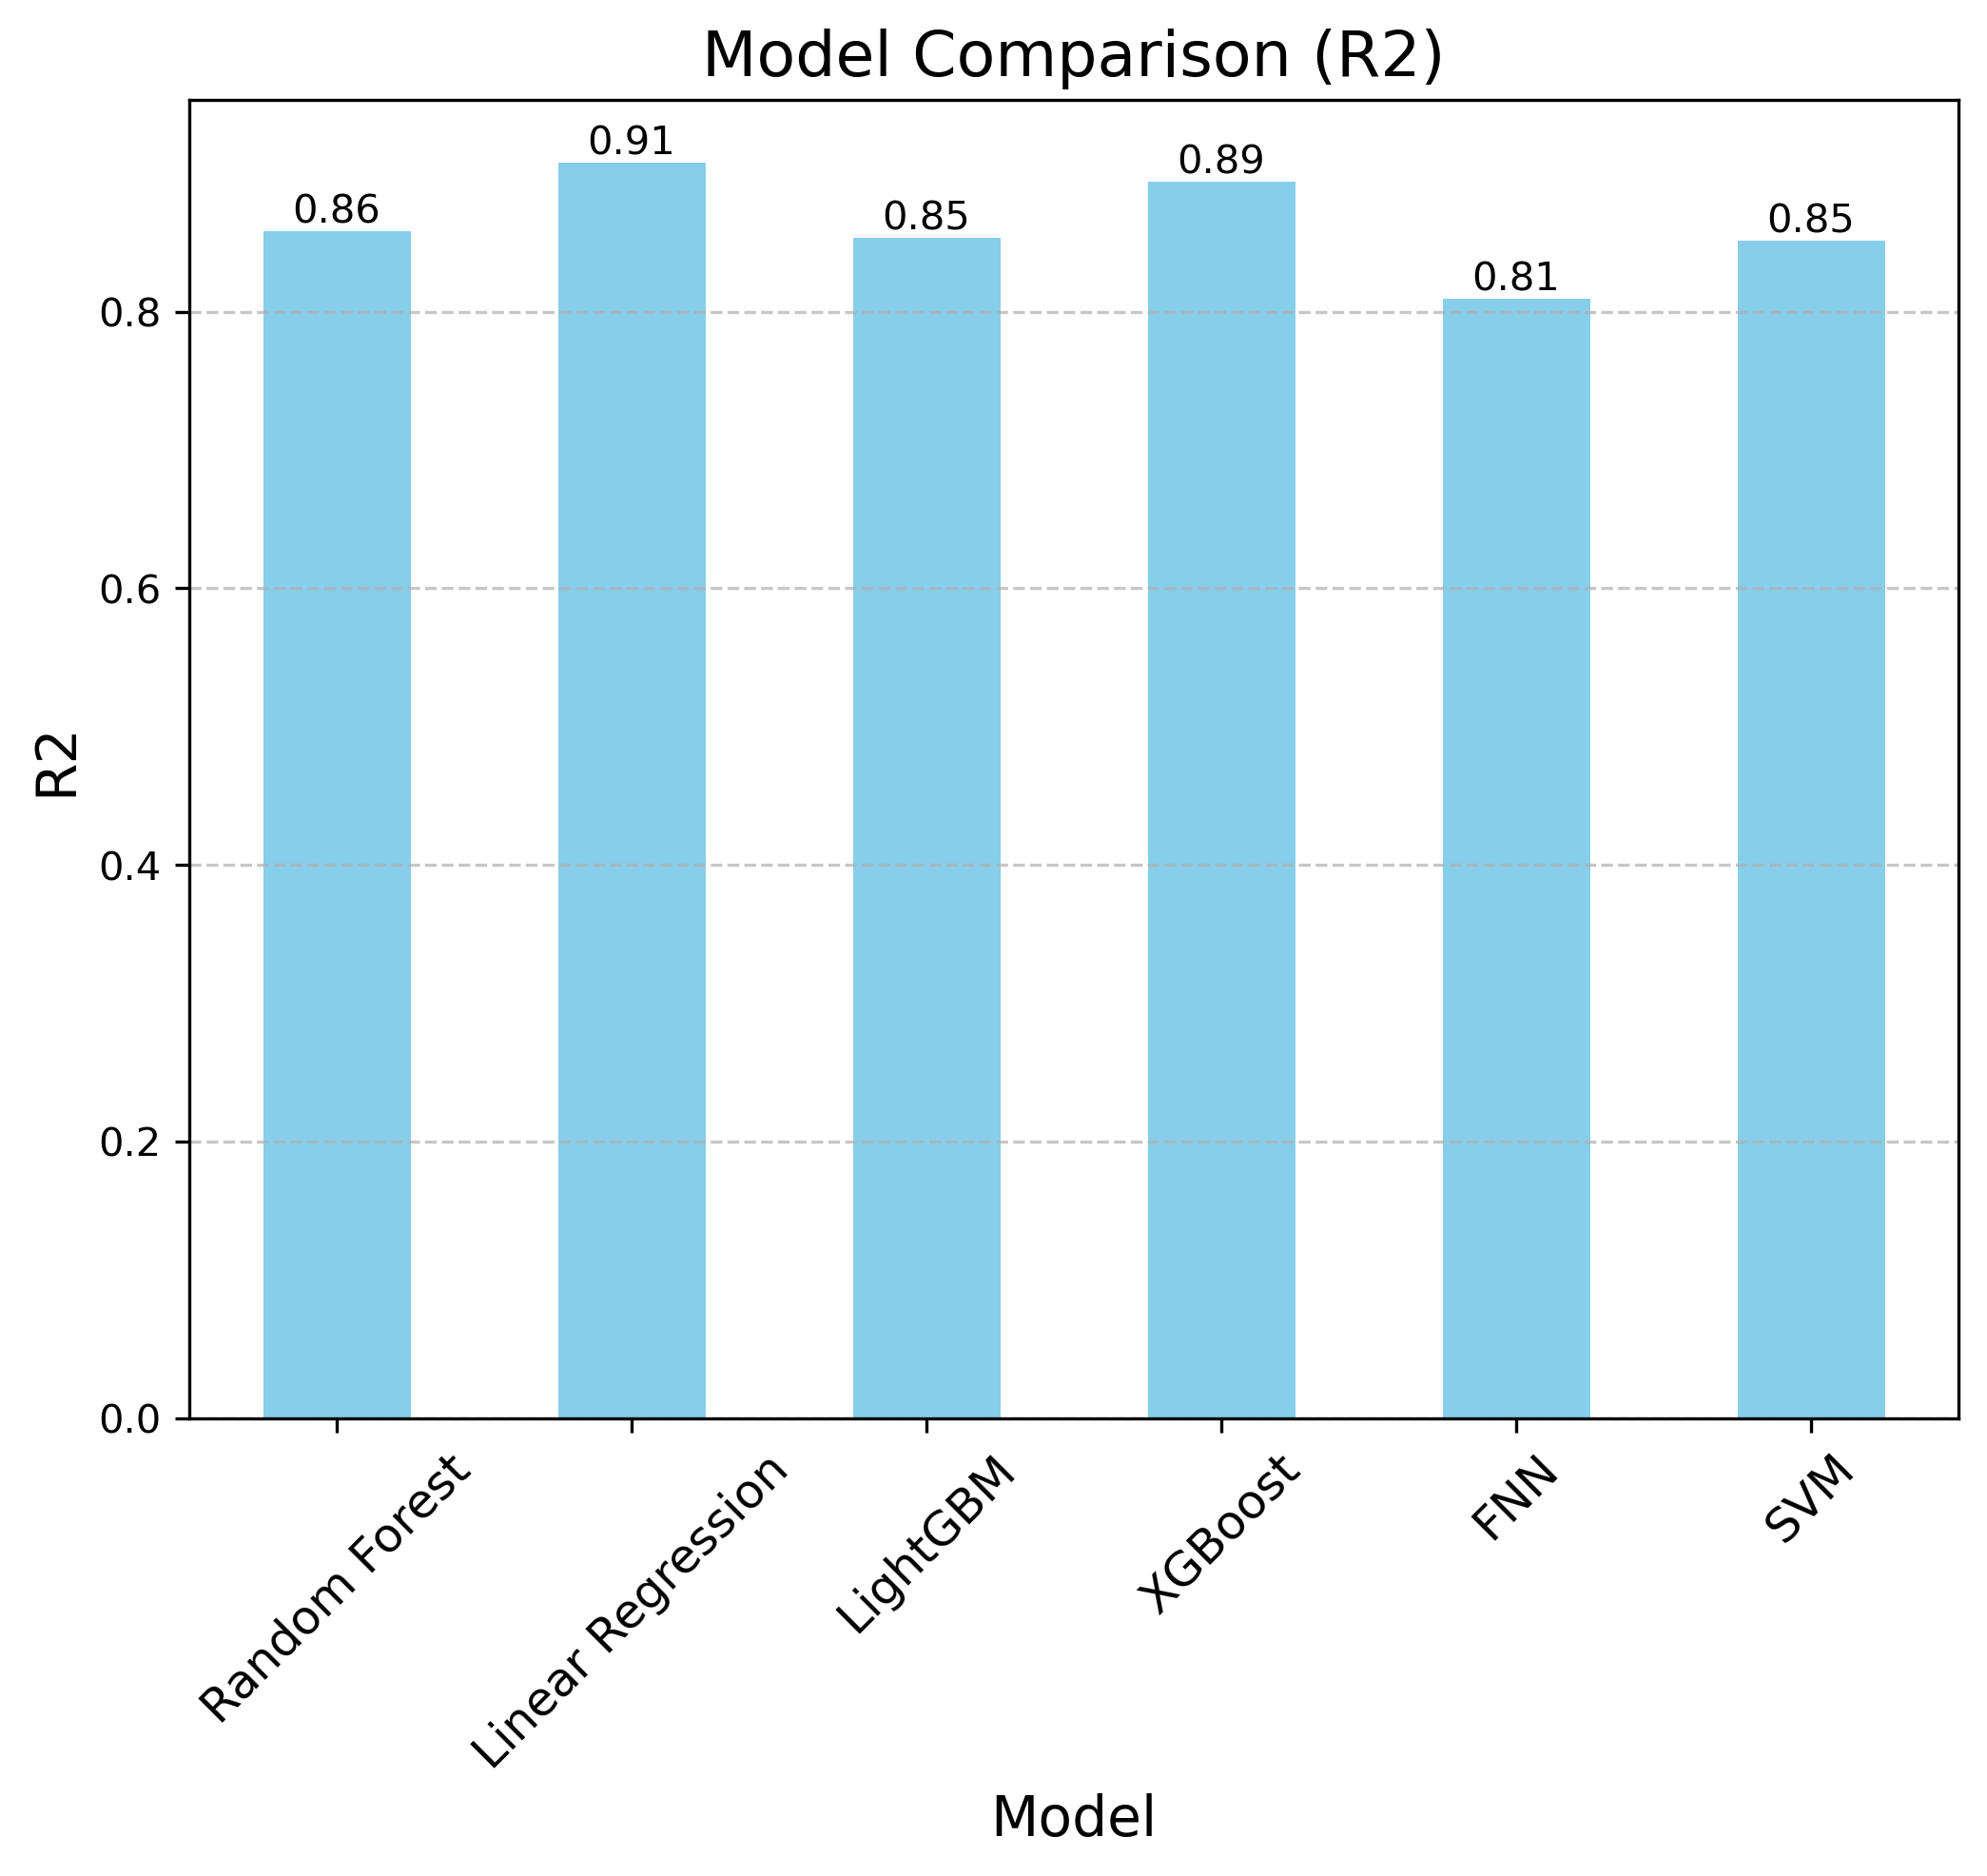 Model Comparison (R2)
0.86
0.91
0.85
0.89
0.81
0.85
R2
0.8
0.6
0.4
0.2
0.0
Random Forest
Linear Regression
LightGBM
XGBoost
FNN
SVM
Model